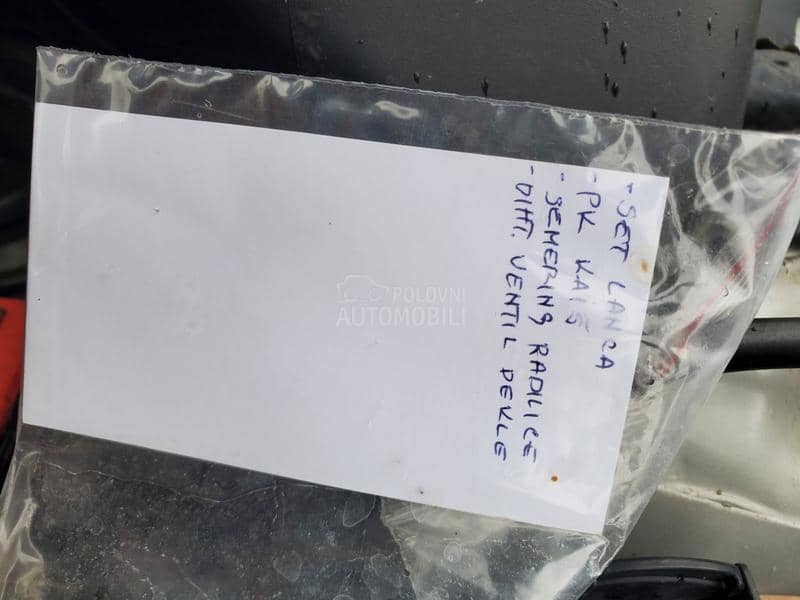 - SET LANCA
- PK KAIŠ
- SEMERING RADILICE
- DIHT. VENTIL DEKLE
POLOVNI
AUTOMOBILI